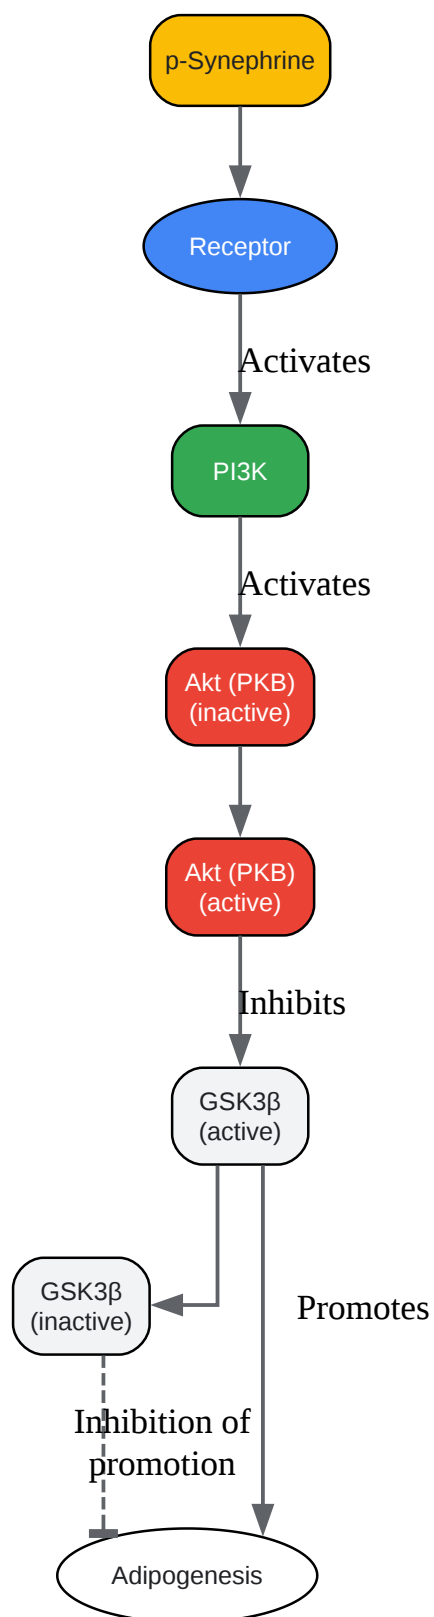 p-Synephrine
Receptor
Activates
PI3K
Activates
Akt (PKB)
(inactive)
Akt (PKB)
(active)
Inhibits
GSK3β
(active)
GSK3β
(inactive)
Promotes
Inhibition of
promotion
Adipogenesis